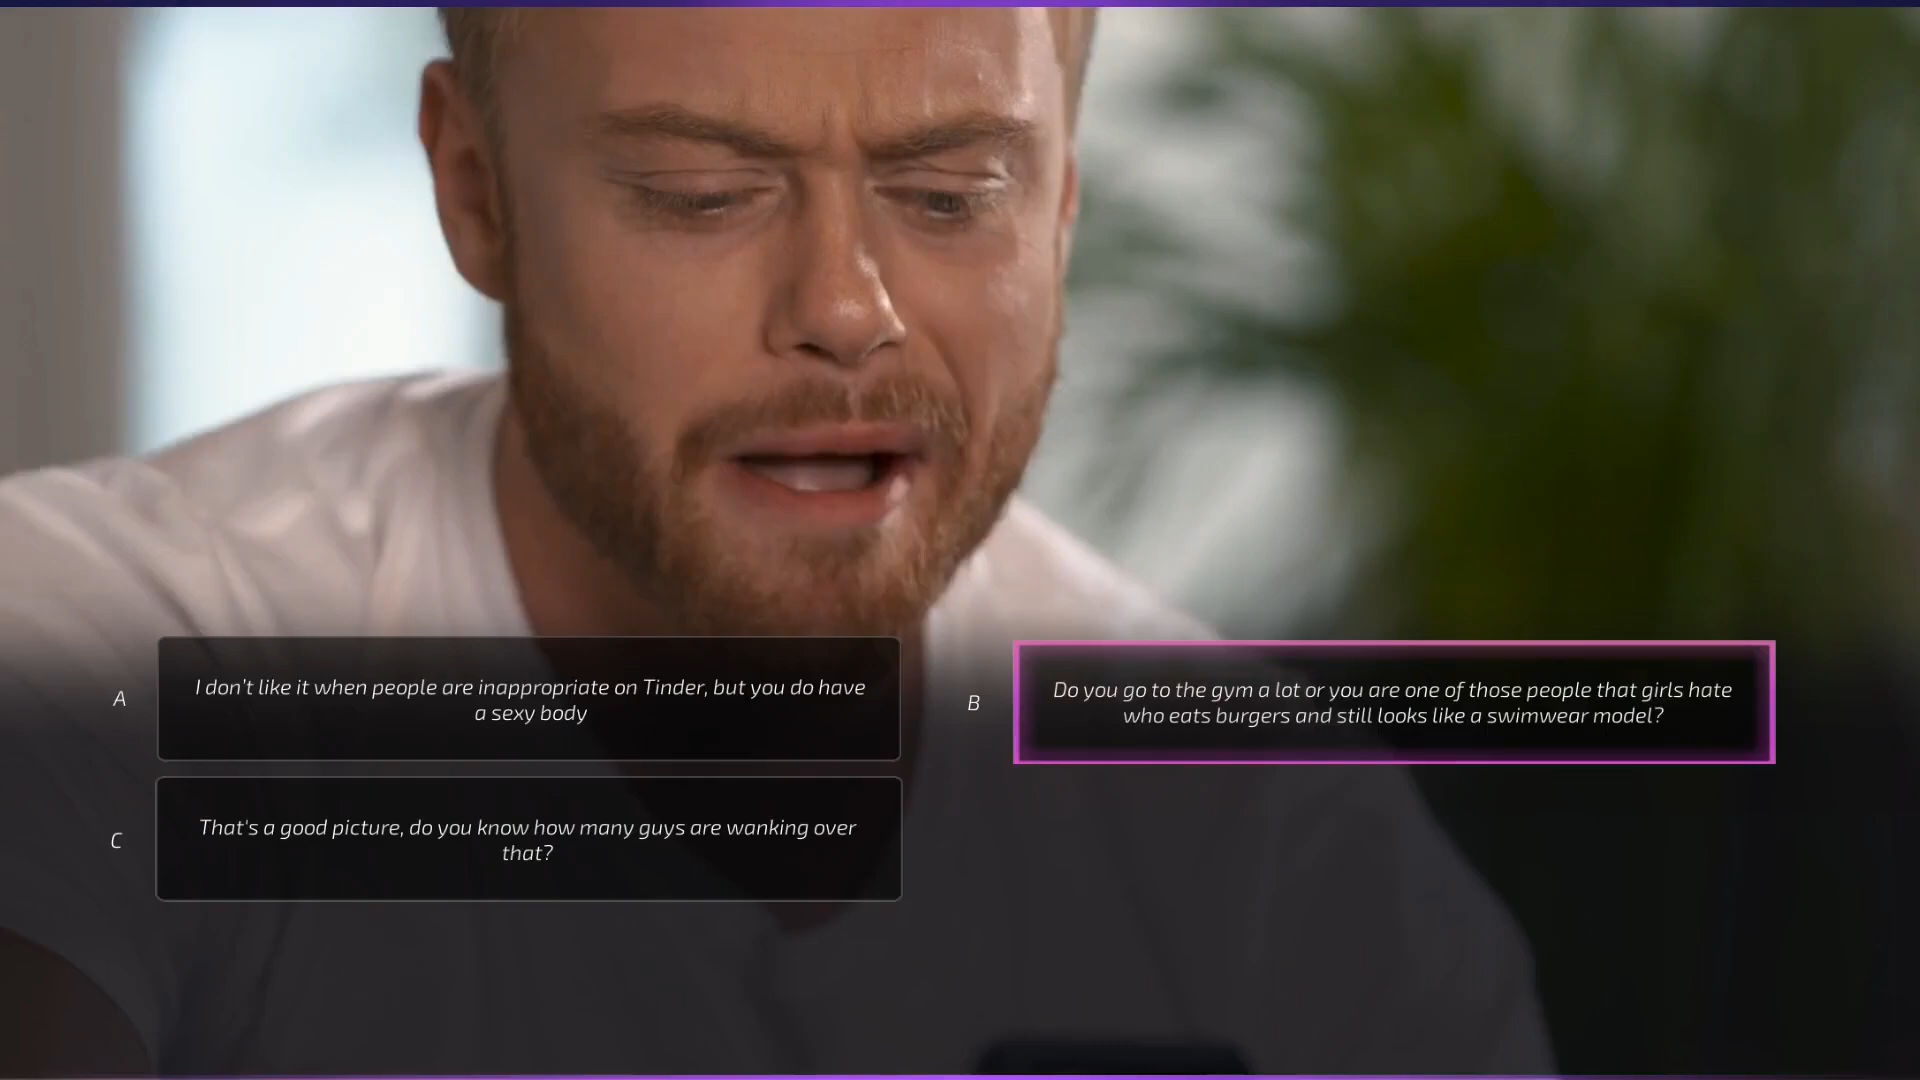 A
I don't like it when people are inappropriate on Tinder, but you do have
a sexy body
B
Do you go to the gym a lot or you are one of those people that girls hate
who eats burgers and still looks like a swimwear model?
C
That's a good picture, do you know how many guys are wanking over
that?